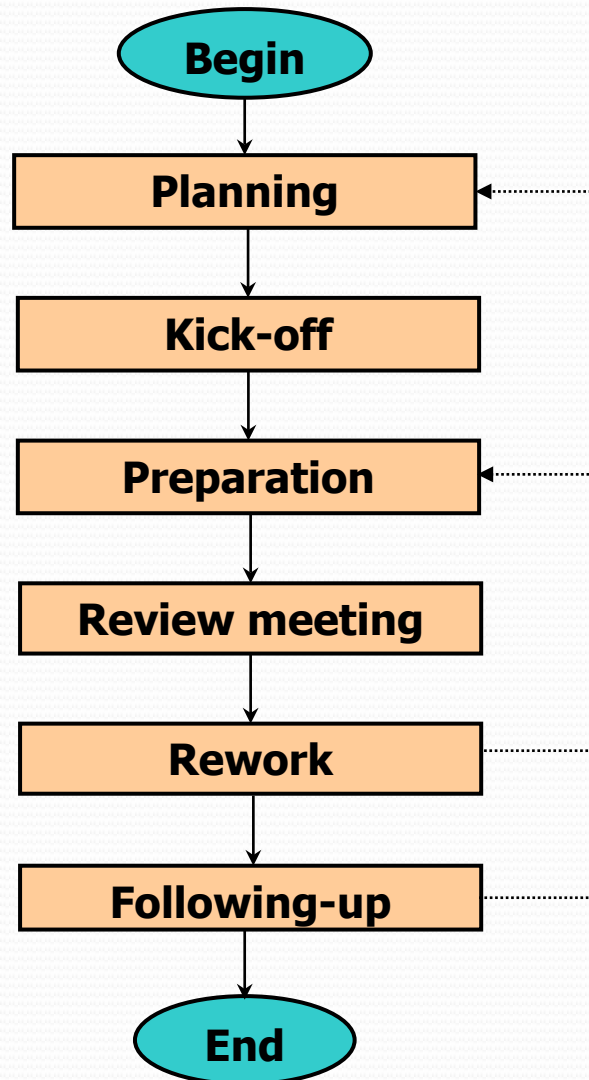 Begin
Planning
Kick-off
Preparation
Review meeting
Rework
Following-up
End